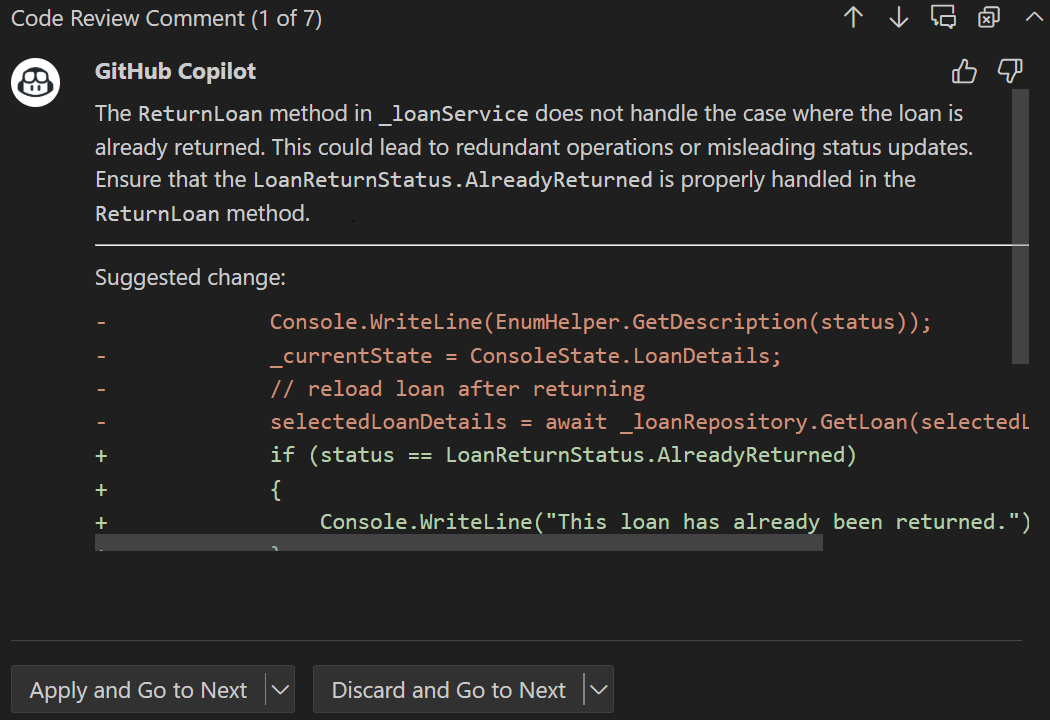 Code Review Comment (1 of 7)
GitHub Copilot
The ReturnLoan method in _loanService does not handle the case where the loan is
already returned. This could lead to redundant operations or misleading status updates.
Ensure that the LoanReturnStatus.AlreadyReturned is properly handled in the
ReturnLoan method.
Suggested change:
-             Console.WriteLine(EnumHelper.GetDescription(status));
-             _currentState = ConsoleState.LoanDetails;
-             // reload loan after returning
-             selectedLoanDetails = await _loanRepository.GetLoan(selectedL
+             if (status == LoanReturnStatus.AlreadyReturned)
+             {
+                 Console.WriteLine("This loan has already been returned.")
Apply and Go to Next
Discard and Go to Next